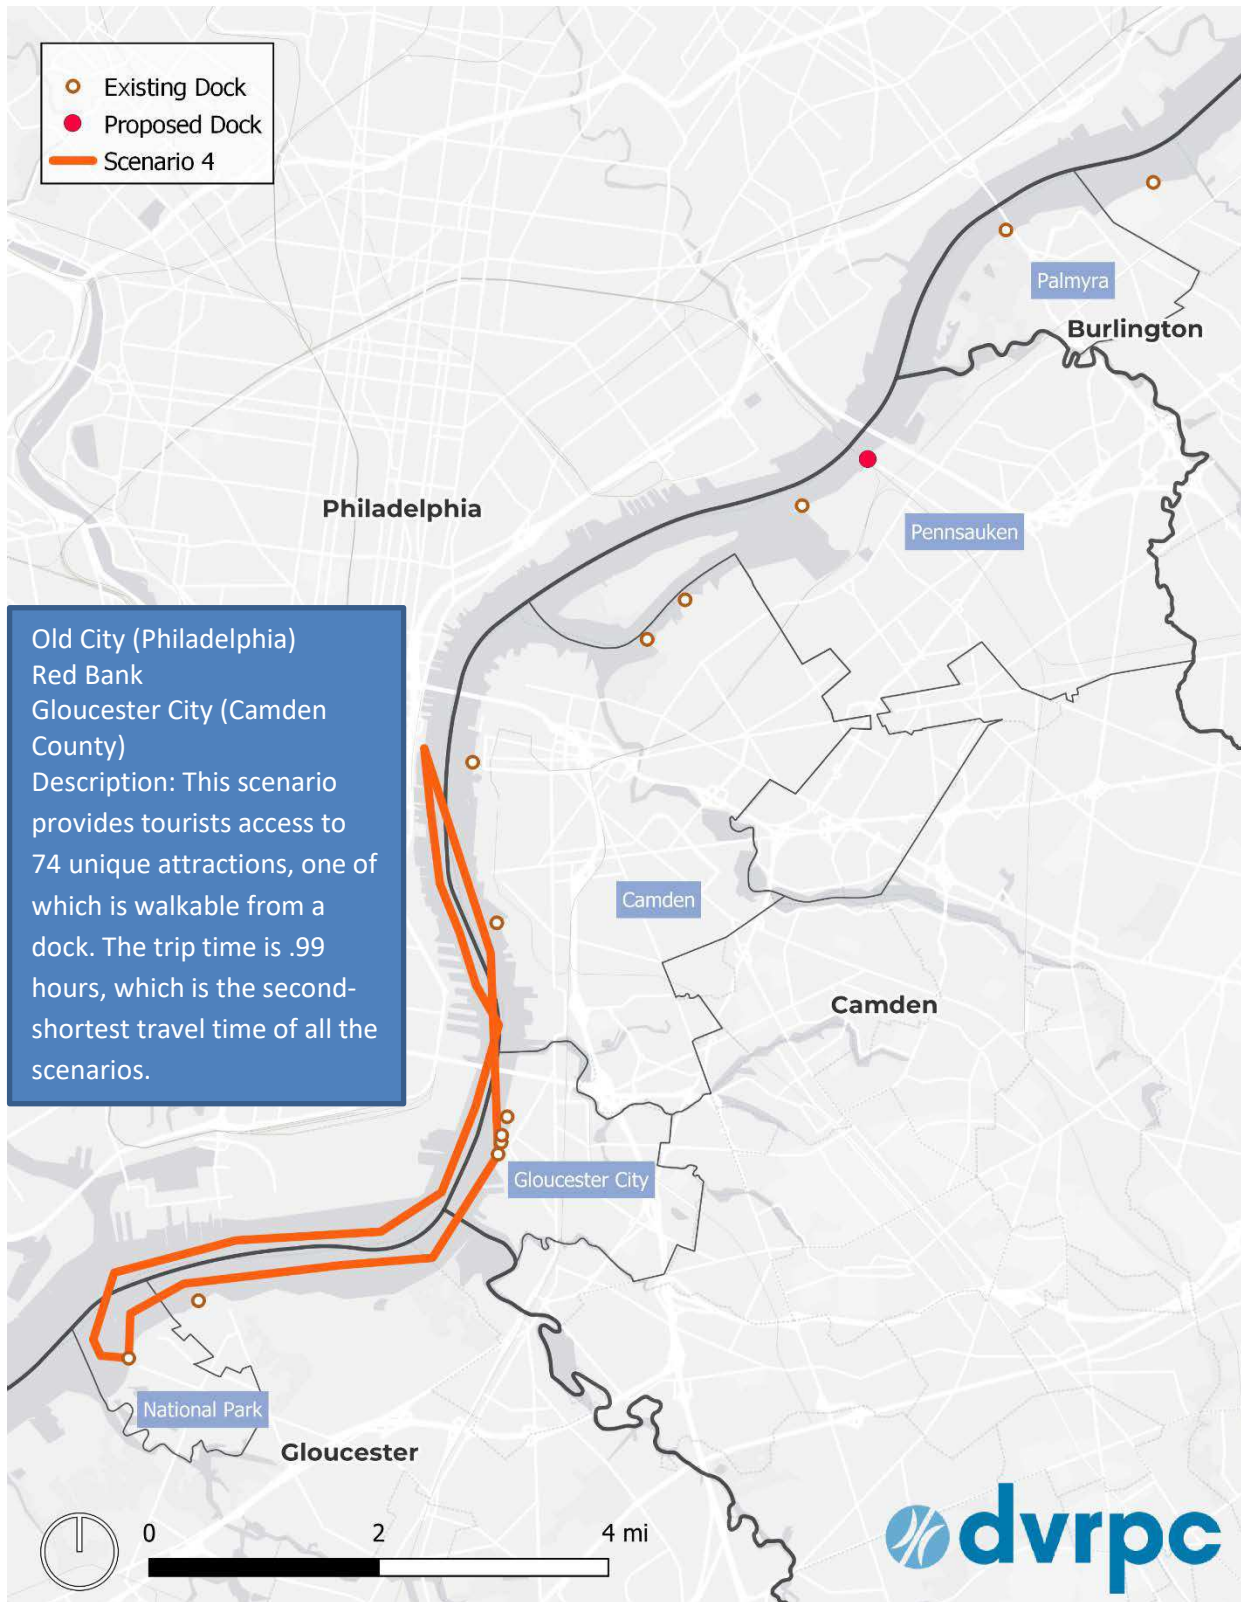 Existing Dock
Proposed Dock
Scenario 4
Palmyra
Burlington
Philadelphia
Pennsauken
Old City (Philadelphia)
Red Bank
Gloucester City (Camden
County)
Description: This scenario
provides tourists access to
74 unique attractions, one of
which is walkable from a
dock. The trip time is .99
hours, which is the second-
shortest travel time of all the
scenarios.
Camden
Camden
Gloucester City
National Park
Gloucester
0 2 4 mi
dvrpc